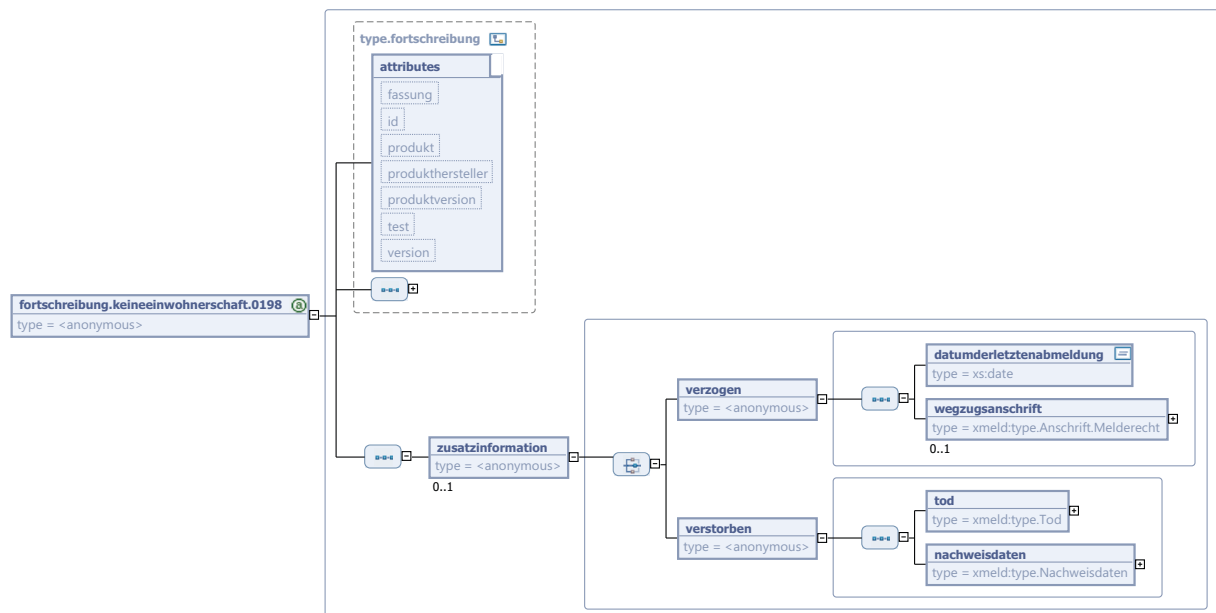 type.fortschreibung
attributes
fassung
id
produkt
produkthersteller
produktversion
test
version
fortschreibung.keineeinwohnerschaft.0198 a
type = <anonymous>
zusatzinformation
type = <anonymous>
0..1
verzogen
type = <anonymous>
datumderletztenabmeldung
type = xs:date
wegzugsanschrift
type = xmeld:type.Anschrift.Melderecht
0..1
verstorben
type = <anonymous>
tod
type = xmeld:type.Tod
nachweisdaten
type = xmeld:type.Nachweisdaten